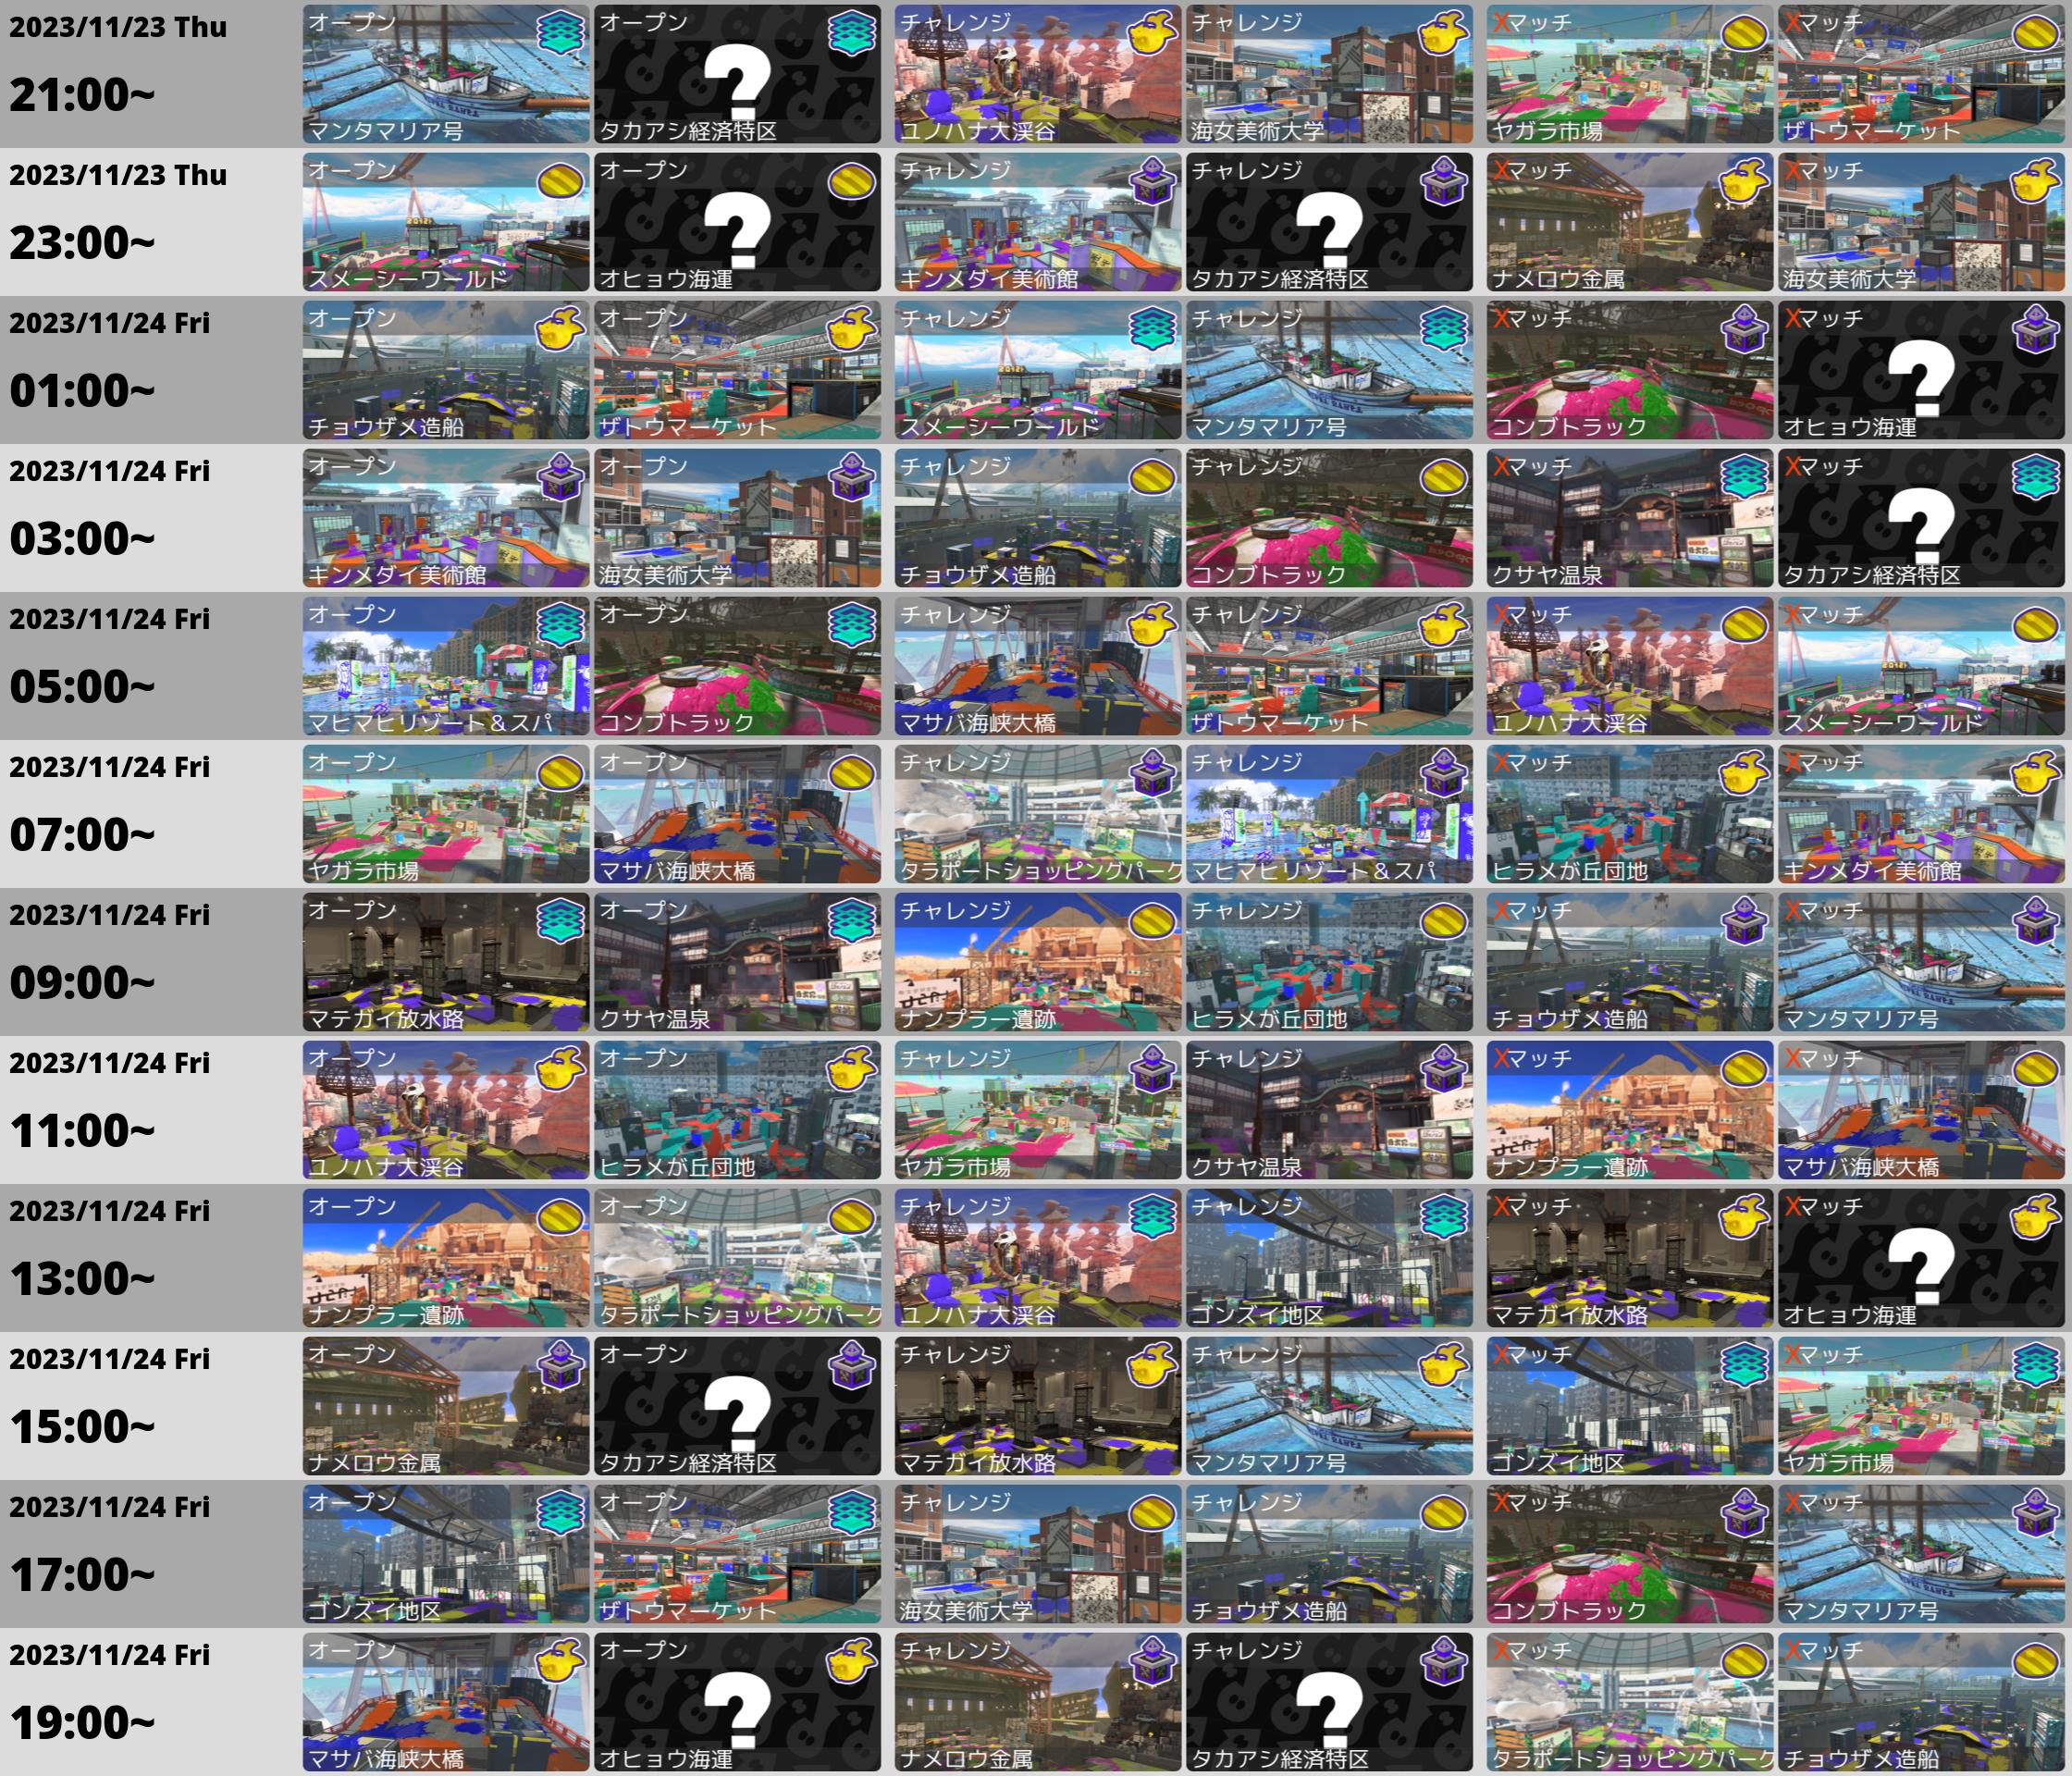 2023/11/23 Thu
21:00~
オープン
マンタマリア号
オープン
タカアシ経済特区
チャレンジ
ユノハナ大渓谷
チャレンジ
海女美術大学
Xマッチ
ヤガラ市場
Xマッチ
ザトウマーケット
2023/11/23 Thu
23:00~
オープン
スメーシーワールド
オープン
オヒョウ海運
チャレンジ
キンメダイ美術館
チャレンジ
タカアシ経済特区
Xマッチ
ナメロウ金属
Xマッチ
海女美術大学
2023/11/24 Fri
01:00~
オープン
チョウザメ造船
オープン
ザトウマーケット
チャレンジ
スメーシーワールド
チャレンジ
マンタマリア号
Xマッチ
コンブトラック
Xマッチ
オヒョウ海運
2023/11/24 Fri
03:00~
オープン
キンメダイ美術館
オープン
海女美術大学
チャレンジ
チョウザメ造船
チャレンジ
コンブトラック
Xマッチ
クサヤ温泉
Xマッチ
タカアシ経済特区
2023/11/24 Fri
05:00~
オープン
マヒマヒリゾート＆スパ
オープン
コンブトラック
チャレンジ
マサバ海峡大橋
チャレンジ
ザトウマーケット
Xマッチ
ユノハナ大渓谷
Xマッチ
スメーシーワールド
2023/11/24 Fri
07:00~
オープン
ヤガラ市場
オープン
マサバ海峡大橋
チャレンジ
タラポートショッピングパーク
チャレンジ
マヒマヒリゾート＆スパ
Xマッチ
ヒラメが丘団地
Xマッチ
キンメダイ美術館
2023/11/24 Fri
09:00~
オープン
マテガイ放水路
オープン
クサヤ温泉
チャレンジ
ナンプラー遺跡
チャレンジ
ヒラメが丘団地
Xマッチ
チョウザメ造船
Xマッチ
マンタマリア号
2023/11/24 Fri
11:00~
オープン
ユノハナ大渓谷
オープン
ヒラメが丘団地
チャレンジ
ヤガラ市場
チャレンジ
クサヤ温泉
Xマッチ
ナンプラー遺跡
Xマッチ
マサバ海峡大橋
2023/11/24 Fri
13:00~
オープン
ナンプラー遺跡
オープン
タラポートショッピングパーク
チャレンジ
ユノハナ大渓谷
チャレンジ
ゴンズイ地区
Xマッチ
マテガイ放水路
Xマッチ
オヒョウ海運
2023/11/24 Fri
15:00~
オープン
ナメロウ金属
オープン
タカアシ経済特区
チャレンジ
マテガイ放水路
チャレンジ
マンタマリア号
Xマッチ
ゴンズイ地区
Xマッチ
ヤガラ市場
2023/11/24 Fri
17:00~
オープン
ゴンズイ地区
オープン
ザトウマーケット
チャレンジ
海女美術大学
チャレンジ
チョウザメ造船
Xマッチ
コンブトラック
Xマッチ
マンタマリア号
2023/11/24 Fri
19:00~
オープン
マサバ海峡大橋
オープン
オヒョウ海運
チャレンジ
ナメロウ金属
チャレンジ
タカアシ経済特区
Xマッチ
タラポートショッピングパーク
Xマッチ
チョウザメ造船